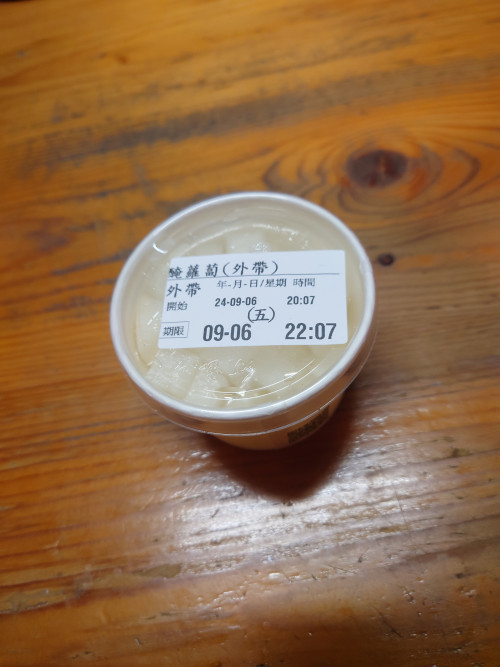 醃蘿蔔(外帶)
外帶 年-月-日/星期 時間
開始 24-09-06 20:07
(五)
期限 09-06 22:07